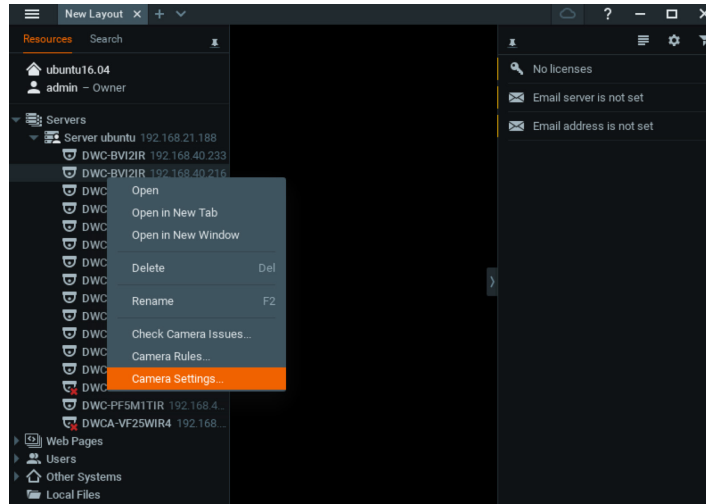 New Layout
?
Resources Search
ubuntu16.04
admin – Owner
Servers
Server ubuntu 192.168.21.188
DWC-BVI2IR 192.168.40.233
DWC-BVI2IR 192.168.40.216
DWC
DWC
DWC
DWC
DWC
DWC
DWC
DWC
DWC
DWC
DWC
DWC
DWC-PF5M1TIR 192.168.4...
DWCA-VF25WIR4 192.168...
Web Pages
Users
Other Systems
Local Files
Open
Open in New Tab
Open in New Window
Delete Del
Rename F2
Check Camera Issues...
Camera Rules...
Camera Settings...
No licenses
Email server is not set
Email address is not set